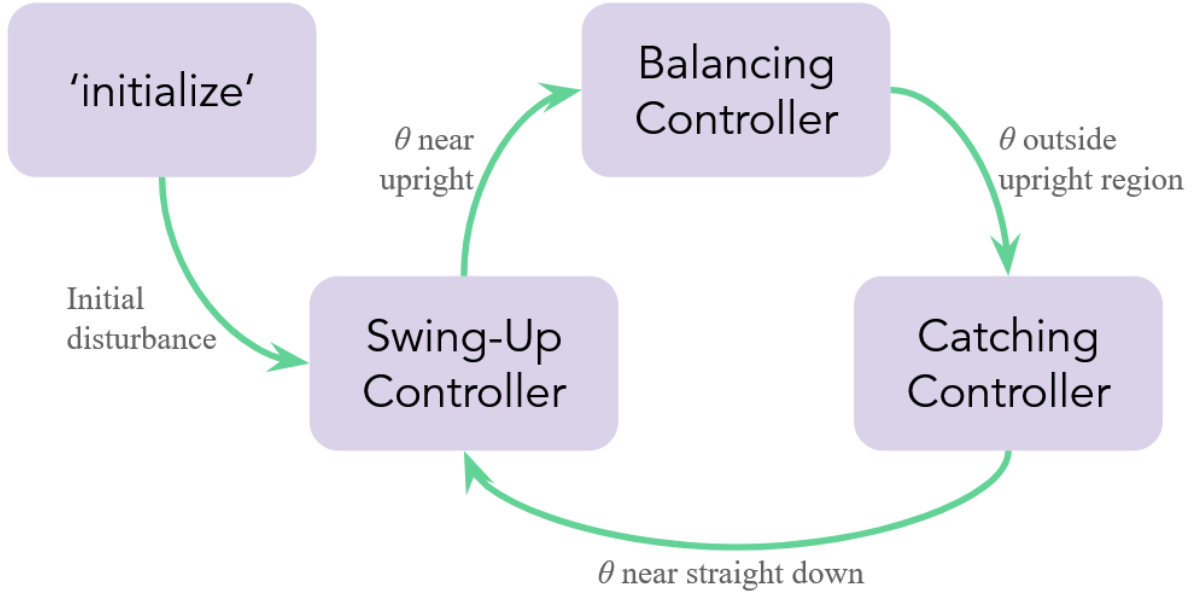 ‘initialize‘
Balancing
Controller
θ near
upright
θ outside
upright region
Initial
disturbance
Swing-Up
Controller
Catching
Controller
θ near straight down